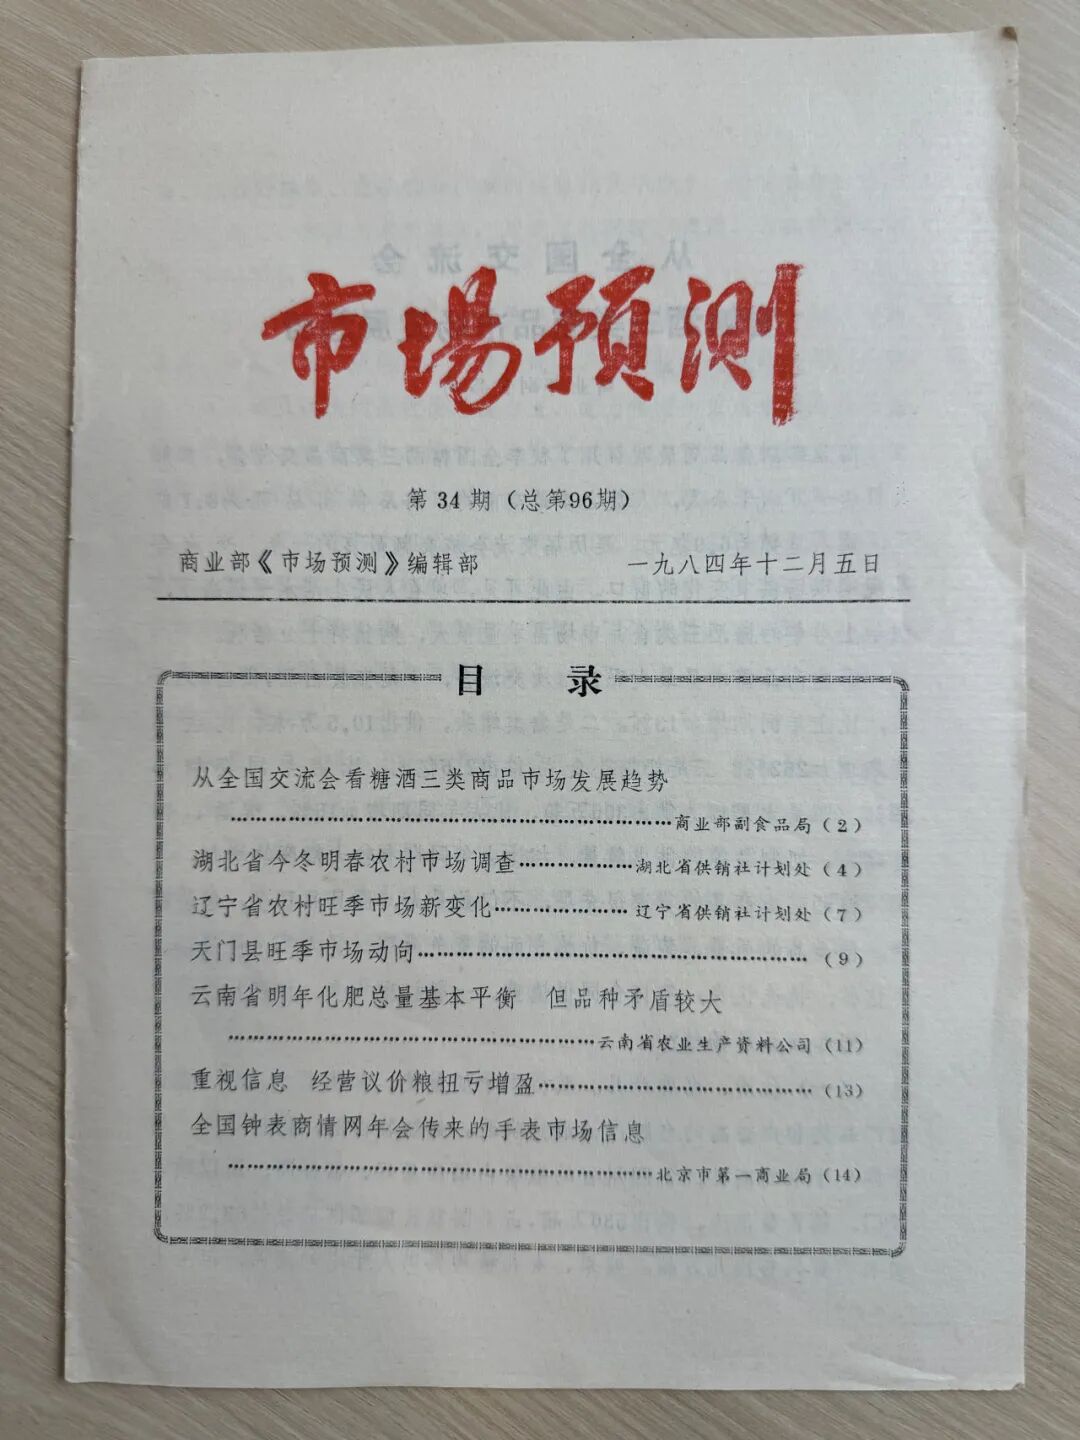 市場预测
第34期（总第96期）
商业部《市场预测》编辑部 一九八四年十二月五日
目 录
从全国交流会看糖酒三类商品市场发展趋势
……商业部副食品局（2）
湖北省今冬明春农村市场调查……湖北省供销社计划处（4）
辽宁省农村旺季市场新变化……辽宁省供销社计划处（7）
天门县旺季市场动向……（9）
云南省明年化肥总量基本平衡 但品种矛盾较大
……云南省农业生产资料公司（11）
重视信息 经营议价粮扭亏增盈……（13）
全国钟表商情网年会传来的手表市场信息
……北京市第一商业局（14）